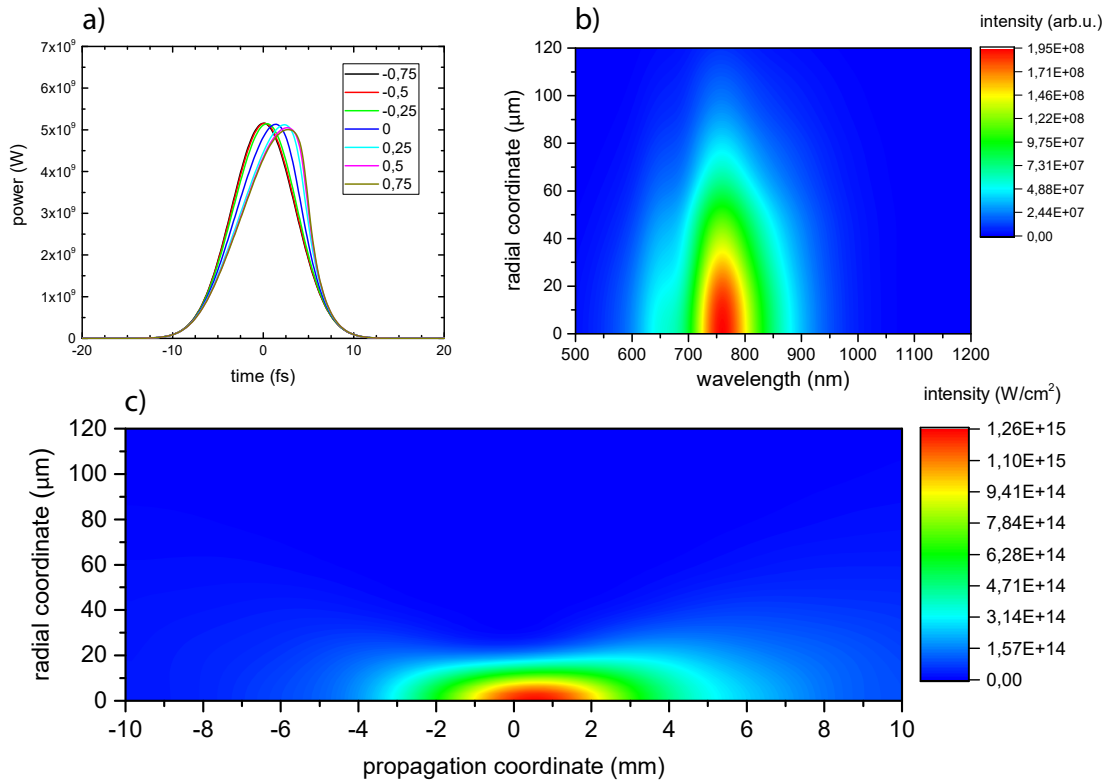 a)
7x10⁹
6x10⁹
5x10⁹
4x10⁹
3x10⁹
2x10⁹
1x10⁹
0
power (W)
-20
-10
0
10
20
time (fs)
-0,75
-0,5
-0,25
0
0,25
0,5
0,75
b)
120
100
80
60
40
20
0
radial coordinate (µm)
500
600
700
800
900
1000
1100
1200
wavelength (nm)
intensity (arb.u.)
1,95E+08
1,71E+08
1,46E+08
1,22E+08
9,75E+07
7,31E+07
4,88E+07
2,44E+07
0,00
c)
120
100
80
60
40
20
0
radial coordinate (µm)
-10
-8
-6
-4
-2
0
2
4
6
8
10
propagation coordinate (mm)
intensity (W/cm²)
1,26E+15
1,10E+15
9,41E+14
7,84E+14
6,28E+14
4,71E+14
3,14E+14
1,57E+14
0,00